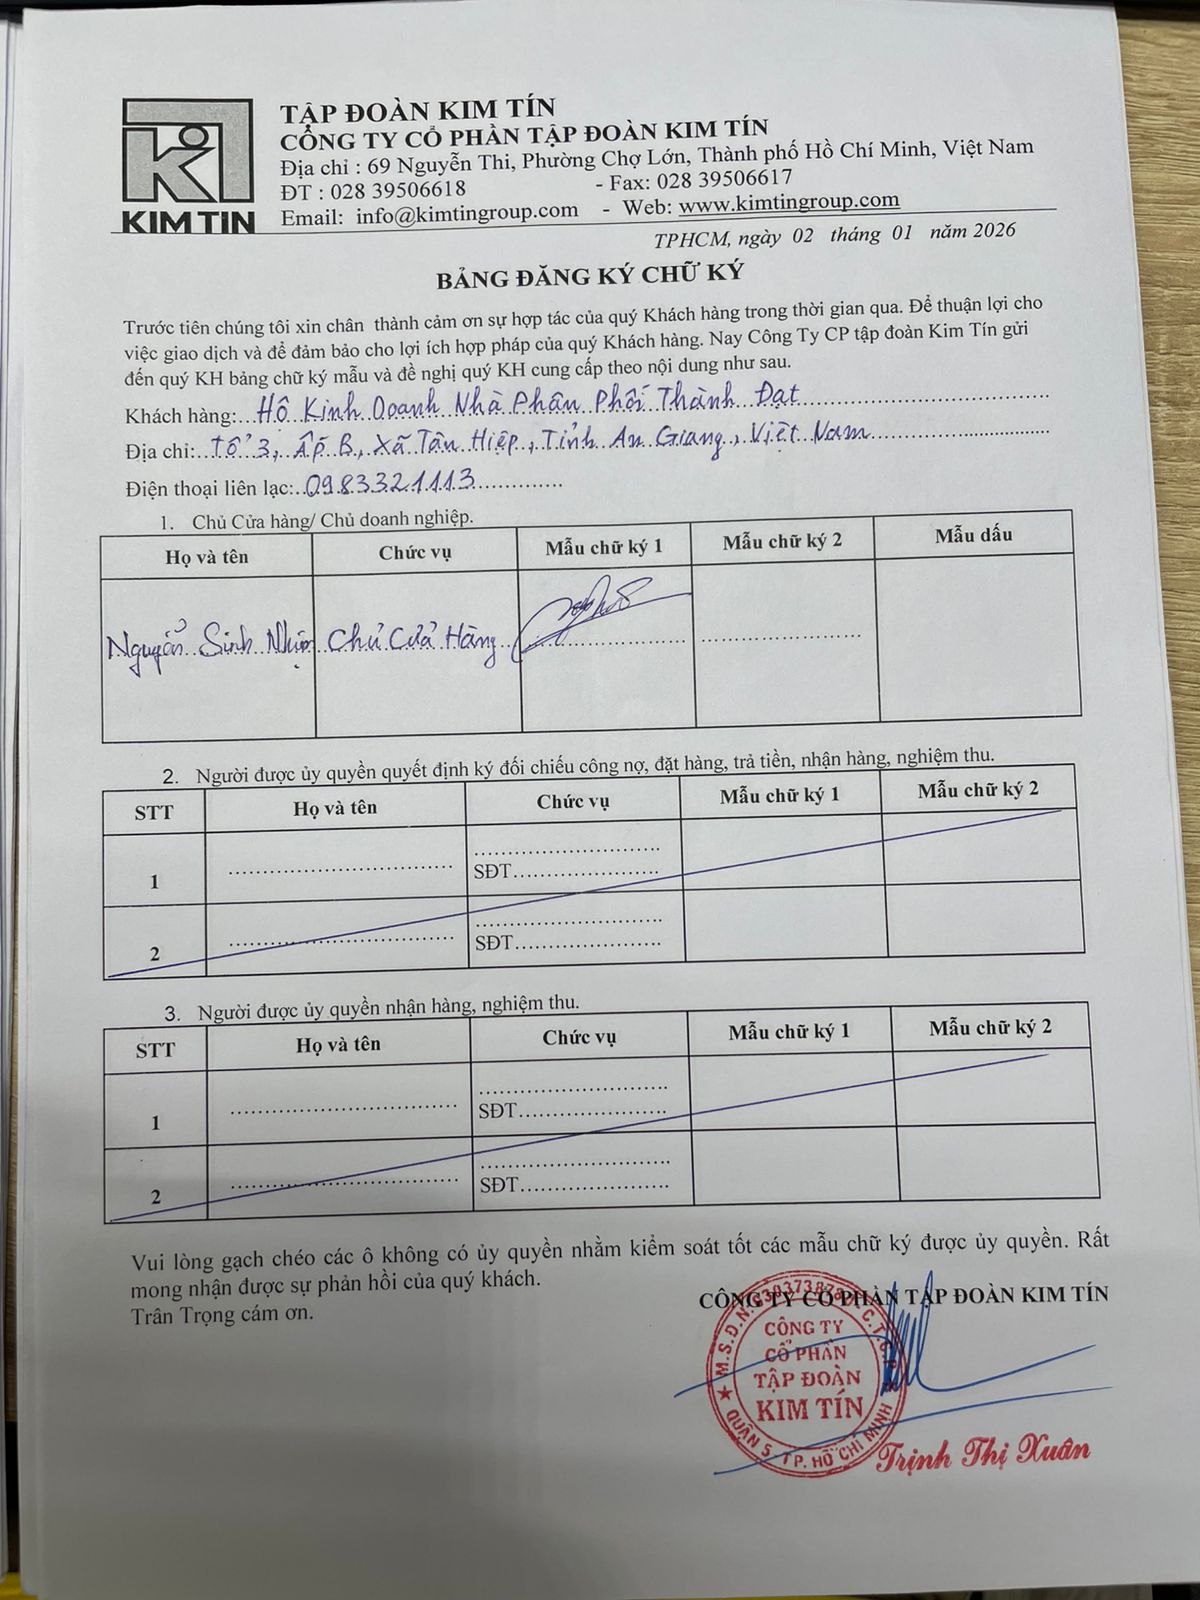 KIM TIN
TẬP ĐOÀN KIM TÍN
CÔNG TY CỔ PHẦN TẬP ĐOÀN KIM TÍN
Địa chỉ : 69 Nguyễn Thi, Phường Chợ Lớn, Thành phố Hồ Chí Minh, Việt Nam
ĐT : 028 39506618 - Fax: 028 39506617
Email: info@kimtingroup.com - Web: www.kimtingroup.com
TPHCM, ngày 02 tháng 01 năm 2026
BẢNG ĐĂNG KÝ CHỮ KÝ
Trước tiên chúng tôi xin chân thành cảm ơn sự hợp tác của quý Khách hàng trong thời gian qua. Để thuận lợi cho
việc giao dịch và để đảm bảo cho lợi ích hợp pháp của quý Khách hàng. Nay Công Ty CP tập đoàn Kim Tín gửi
đến quý KH bảng chữ ký mẫu và đề nghị quý KH cung cấp theo nội dung như sau.
Khách hàng: Hộ Kinh Doanh Nhà Phân Phối Thành Đạt
Địa chỉ: Tổ 3, Ấp B, Xã Tân Hiệp, Tỉnh An Giang, Việt Nam
Điện thoại liên lạc: 0983321113
1. Chủ Cửa hàng/ Chủ doanh nghiệp.
Họ và tên Chức vụ Mẫu chữ ký 1 Mẫu chữ ký 2 Mẫu dấu
Nguyễn Sinh Chủ Cửa Hàng
2. Người được ủy quyền quyết định ký đối chiếu công nợ, đặt hàng, trả tiền, nhận hàng, nghiệm thu.
STT Họ và tên Chức vụ Mẫu chữ ký 1 Mẫu chữ ký 2
1 SĐT
2 SĐT
3. Người được ủy quyền nhận hàng, nghiệm thu.
STT Họ và tên Chức vụ Mẫu chữ ký 1 Mẫu chữ ký 2
1 SĐT
2 SĐT
Vui lòng gạch chéo các ô không có ủy quyền nhằm kiểm soát tốt các mẫu chữ ký được ủy quyền. Rất
mong nhận được sự phản hồi của quý khách.
Trân Trọng cám ơn.
CÔNG TY CỔ PHẦN TẬP ĐOÀN KIM TÍN
CÔNG TY
CỔ PHẦN
TẬP ĐOÀN
KIM TÍN
QUẬN 5 - TP. HỒ CHÍ MINH
Trịnh Thị Xuân